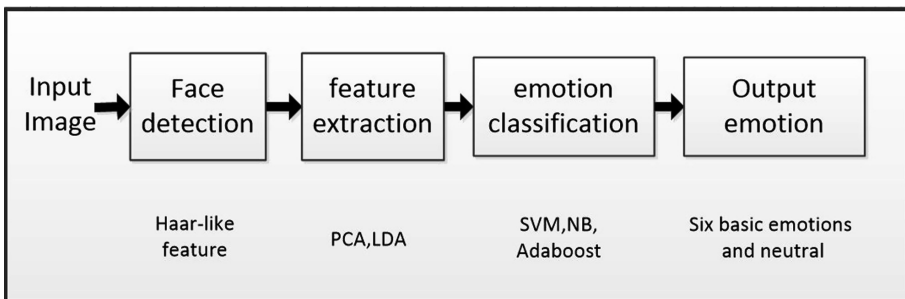 Input
Image
Face
detection
feature
extraction
emotion
classification
Output
emotion
Haar-like
feature
PCA,LDA
SVM,NB,
Adaboost
Six basic emotions
and neutral